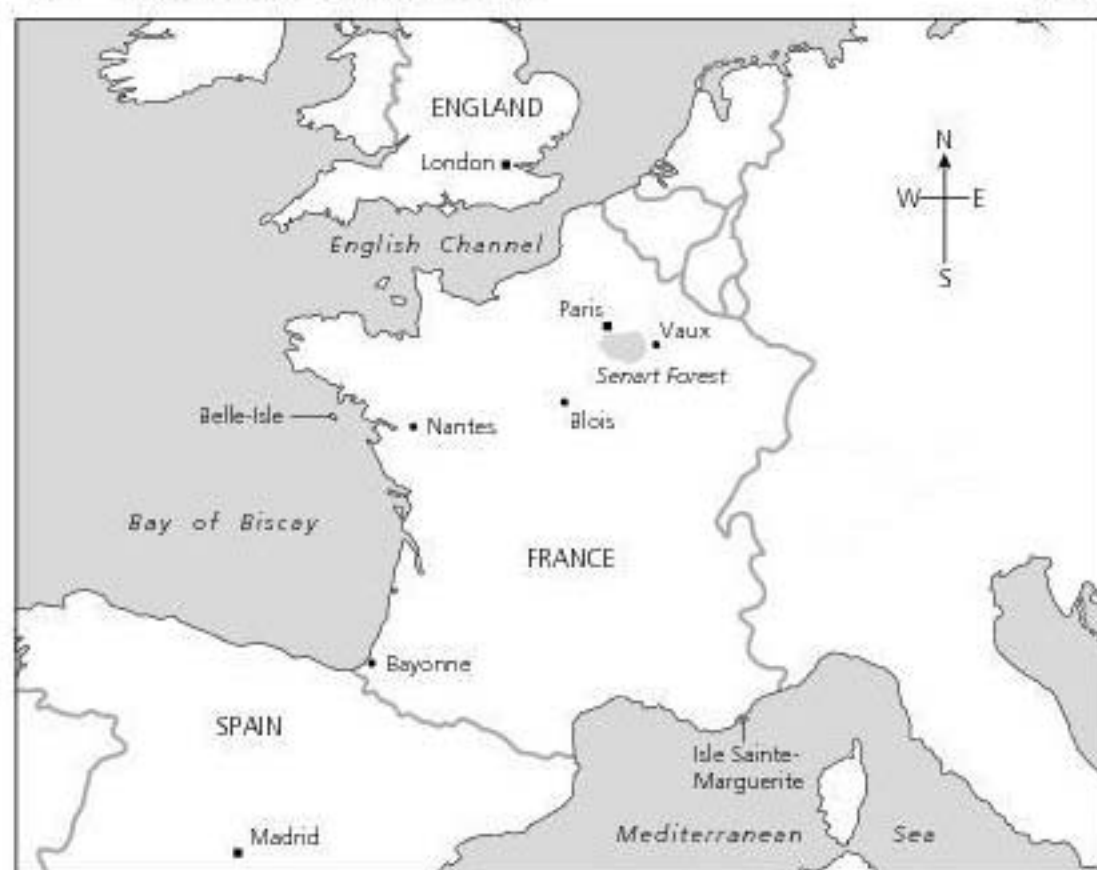 ENGLAND
London
N
W
E
S
English Channel
Paris
Vaux
Senart Forest
Belle-Isle
Nantes
Blois
Bay of Biscay
FRANCE
Bayonne
SPAIN
Isle Sainte-
Marguerite
Madrid
Mediterranean Sea